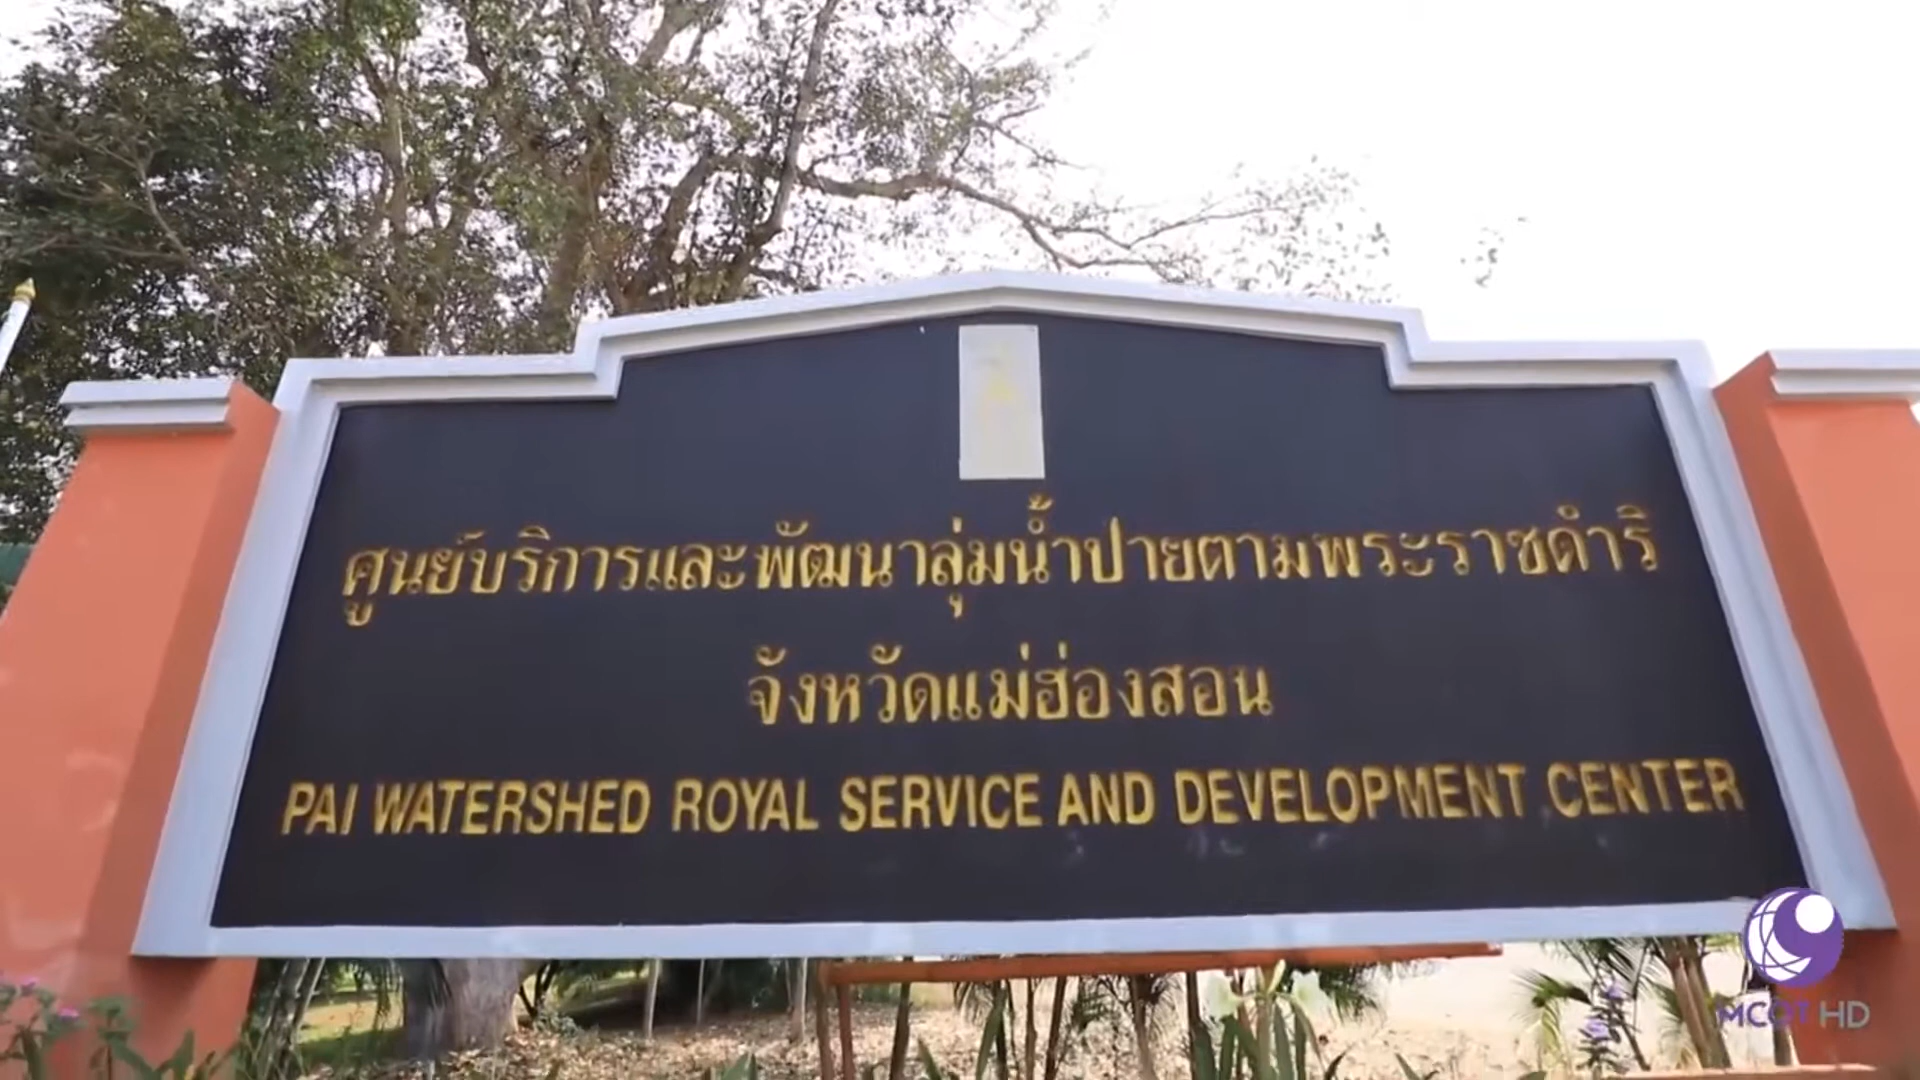 ศูนย์บริการและพัฒนาลุ่มน้ำปายตามพระราชดำริ
จังหวัดแม่ฮ่องสอน
PAI WATERSHED ROYAL SERVICE AND DEVELOPMENT CENTER
MCOT HD